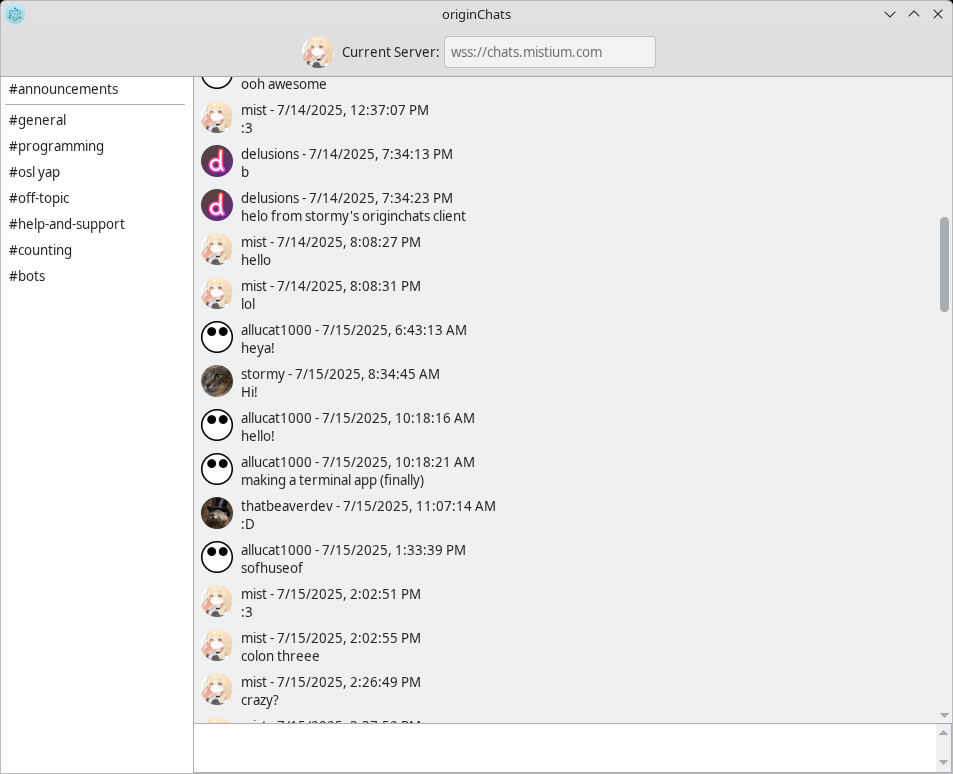 originChats
Current Server: wss://chats.mistium.com
#announcements
#general
#programming
#osl yap
#off-topic
#help-and-support
#counting
#bots
ooh awesome
mist - 7/14/2025, 12:37:07 PM
:3
delusions - 7/14/2025, 7:34:13 PM
b
delusions - 7/14/2025, 7:34:23 PM
helo from stormy's originchats client
mist - 7/14/2025, 8:08:27 PM
hello
mist - 7/14/2025, 8:08:31 PM
lol
allucat1000 - 7/15/2025, 6:43:13 AM
heya!
stormy - 7/15/2025, 8:34:45 AM
Hi!
allucat1000 - 7/15/2025, 10:18:16 AM
hello!
allucat1000 - 7/15/2025, 10:18:21 AM
making a terminal app (finally)
thatbeaverdev - 7/15/2025, 11:07:14 AM
:D
allucat1000 - 7/15/2025, 1:33:39 PM
sofhuseof
mist - 7/15/2025, 2:02:51 PM
:3
mist - 7/15/2025, 2:02:55 PM
colon threee
mist - 7/15/2025, 2:26:49 PM
crazy?